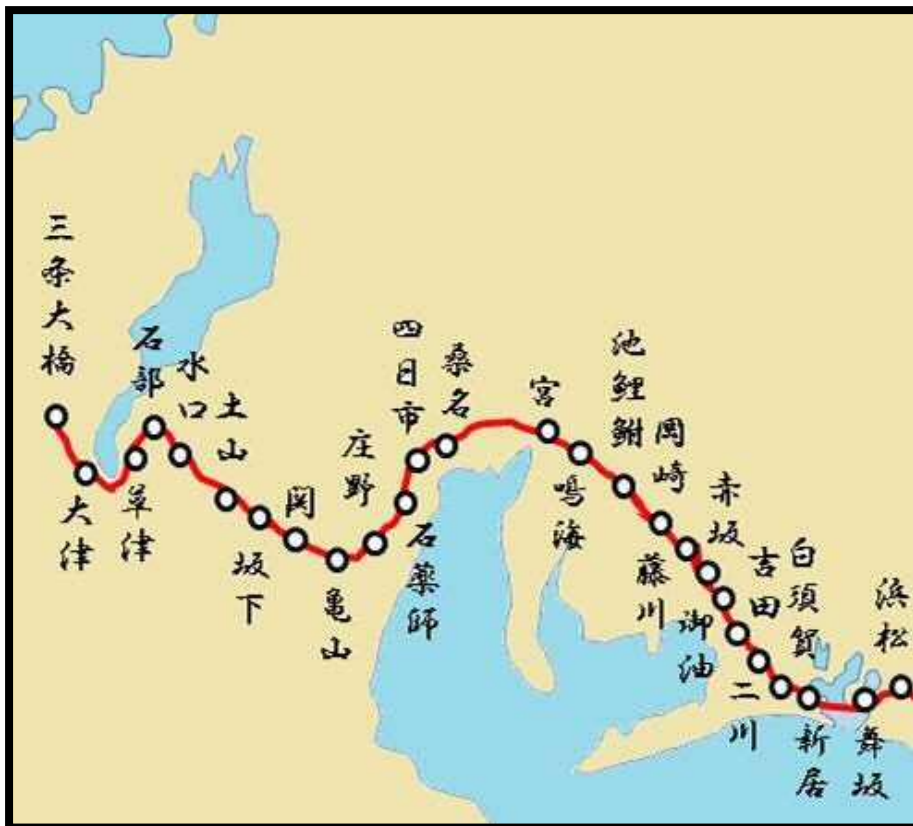 三条大橋
大津
草津
石部
水口
土山
坂下
関
亀山
庄野
石薬師
四日市
桑名
宮
鳴海
池鯉鮒
岡崎
藤川
赤坂
御油
吉田
二川
白須賀
新居
舞坂
浜松